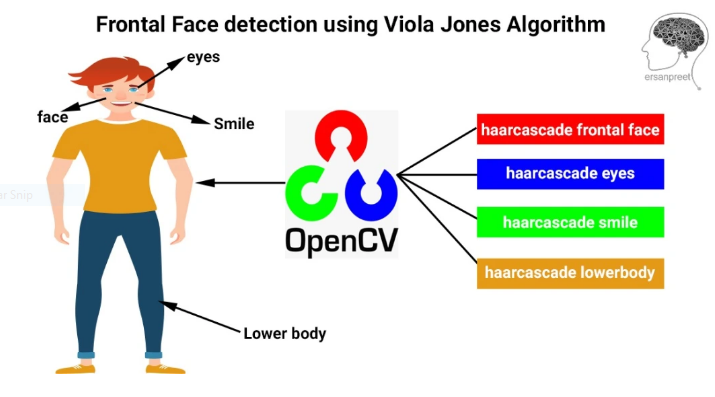 Frontal Face detection using Viola Jones Algorithm
ersanpreet
eyes
face
Smile
OpenCV
haarcascade frontal face
haarcascade eyes
haarcascade smile
haarcascade lowerbody
Lower body